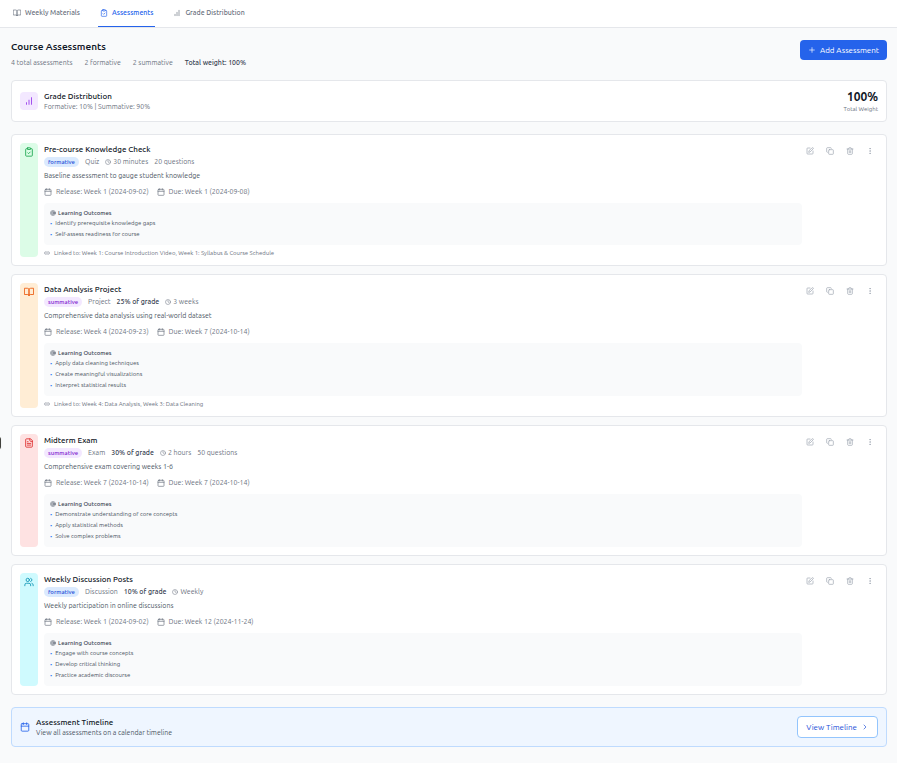 Weekly Materials Assessments Grade Distribution
Course Assessments
+ Add Assessment
4 total assessments 2 formative 2 summative Total weight: 100%
Grade Distribution
Formative: 10% | Summative: 90%
100%
Total Weight
Pre-course Knowledge Check
formative Quiz 30 minutes 20 questions
Baseline assessment to gauge student knowledge
Release: Week 1 (2024-09-02) Due: Week 1 (2024-09-08)
Learning Outcomes
• Identify prerequisite knowledge gaps
• Self-assess readiness for course
Linked to: Week 1: Course Introduction Video, Week 1: Syllabus & Course Schedule
Data Analysis Project
summative Project 25% of grade 3 weeks
Comprehensive data analysis using real-world dataset
Release: Week 4 (2024-09-23) Due: Week 7 (2024-10-14)
Learning Outcomes
• Apply data cleaning techniques
• Create meaningful visualizations
• Interpret statistical results
Linked to: Week 4: Data Analysis, Week 3: Data Cleaning
Midterm Exam
summative Exam 30% of grade 2 hours 50 questions
Comprehensive exam covering weeks 1-6
Release: Week 7 (2024-10-14) Due: Week 7 (2024-10-14)
Learning Outcomes
• Demonstrate understanding of core concepts
• Apply statistical methods
• Solve complex problems
Weekly Discussion Posts
formative Discussion 10% of grade Weekly
Weekly participation in online discussions
Release: Week 1 (2024-09-02) Due: Week 12 (2024-11-24)
Learning Outcomes
• Engage with course concepts
• Develop critical thinking
• Practice academic discourse
Assessment Timeline
View all assessments on a calendar timeline
View Timeline